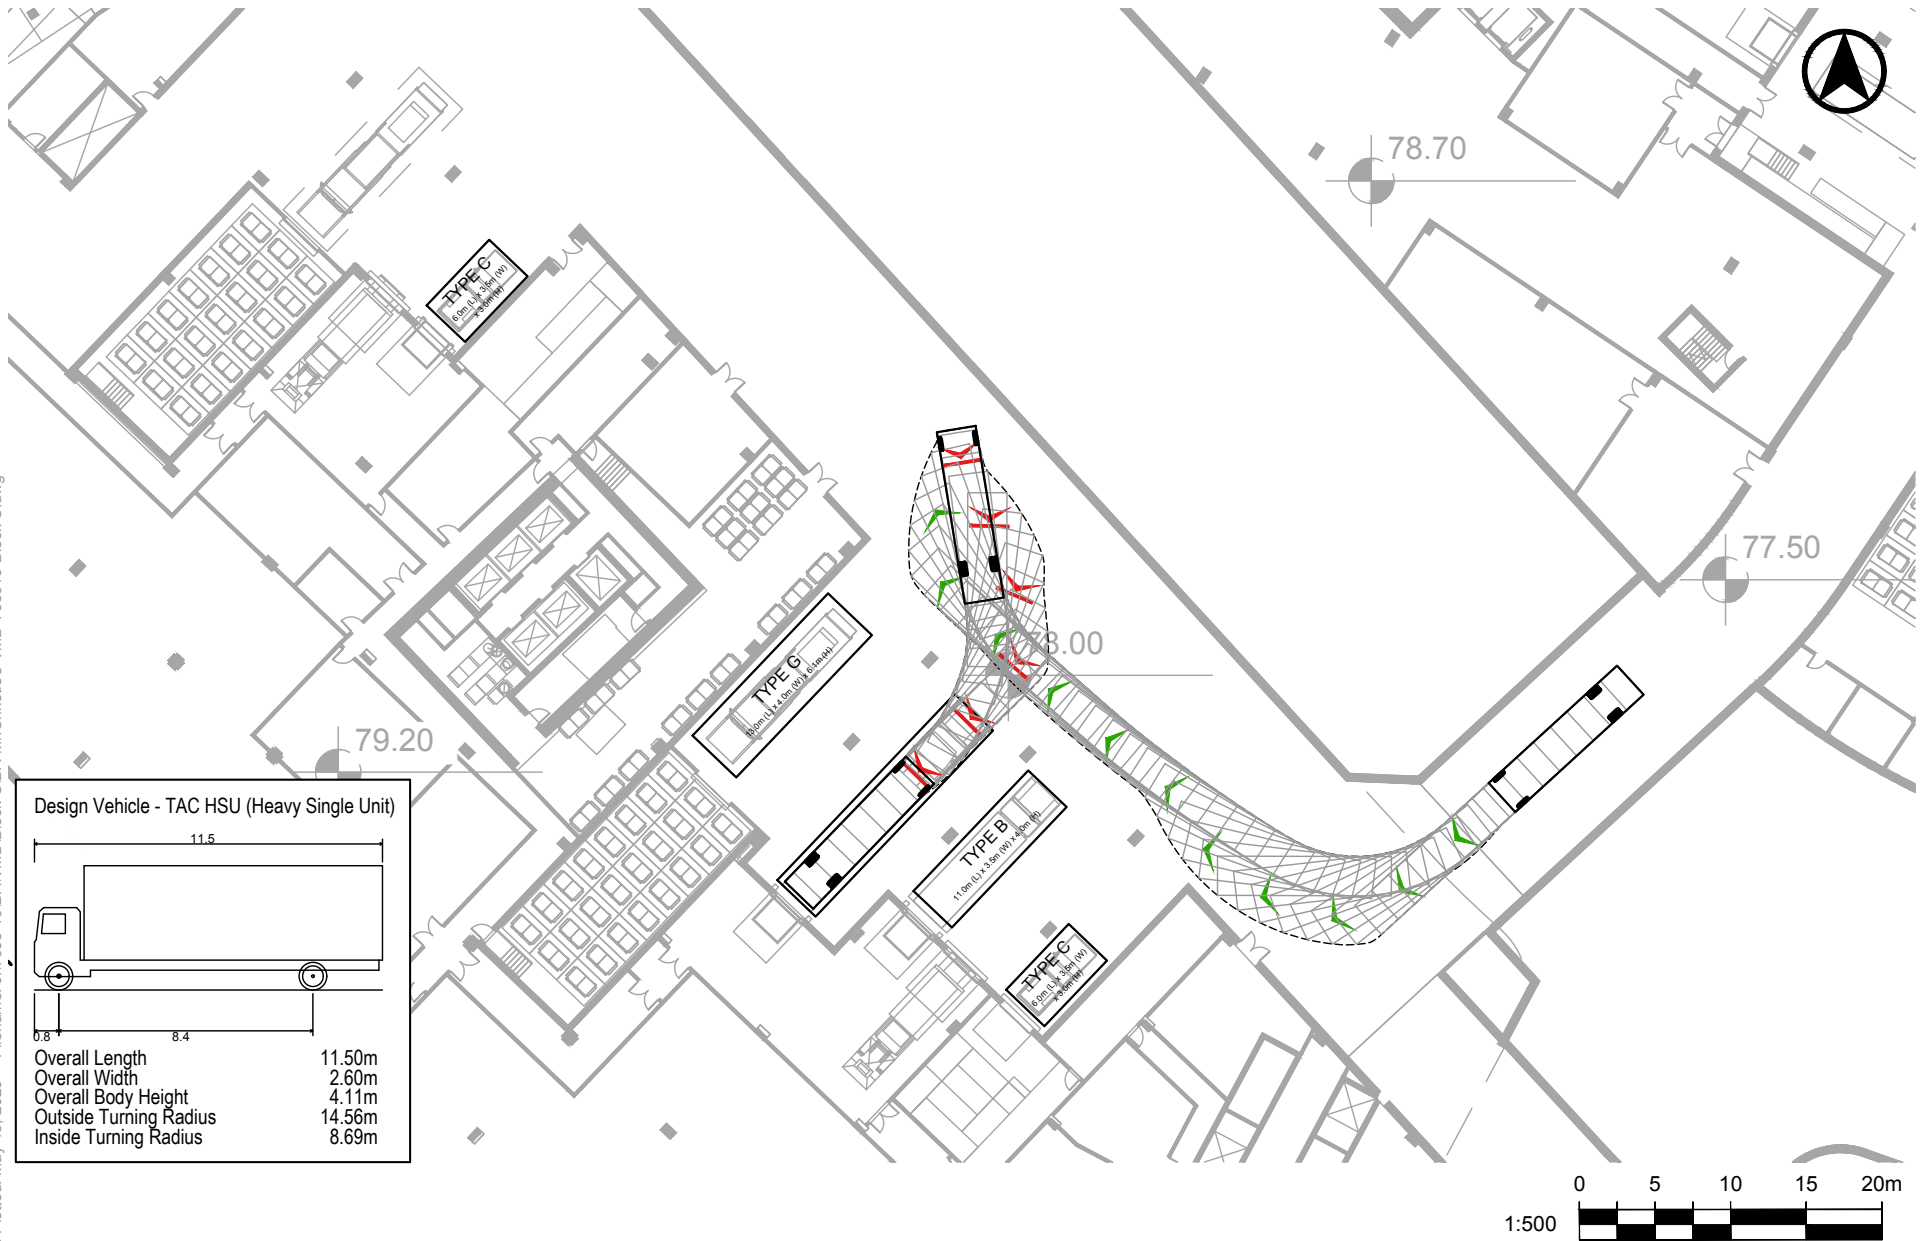 78.70
TYPE C
6.0m (L) x 3.5m (W)
x 3.6m (H)
77.50
78.00
TYPE G
13.0m (L) x 4.0m (W) x 6.1m (H)
79.20
TYPE B
11.0m (L) x 3.5m (W) x 4.0m (H)
TYPE C
6.0m (L) x 3.5m (W)
x 3.6m (H)
Design Vehicle - TAC HSU (Heavy Single Unit)
11.5
0.8
8.4
Overall Length 11.50m
Overall Width 2.60m
Overall Body Height 4.11m
Outside Turning Radius 14.56m
Inside Turning Radius 8.69m
0 5 10 15 20m
1:500